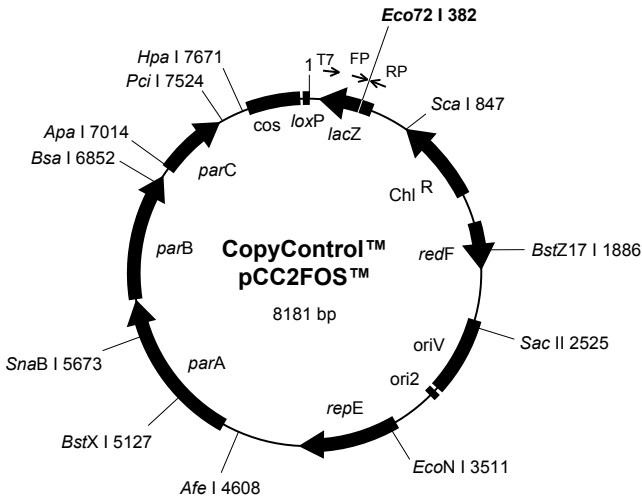 Eco72 I 382
Hpa I 7671
1
T7
FP
RP
Pci I 7524
Sca I 847
cos
loxP
lacZ
Apa I 7014
Bsa I 6852
parC
Chl R
parB
CopyControl™
pCC2FOS™
8181 bp
redF
BstZ17 I 1886
SnaB I 5673
parA
oriV
Sac II 2525
ori2
repE
BstX I 5127
EcoN I 3511
Afe I 4608